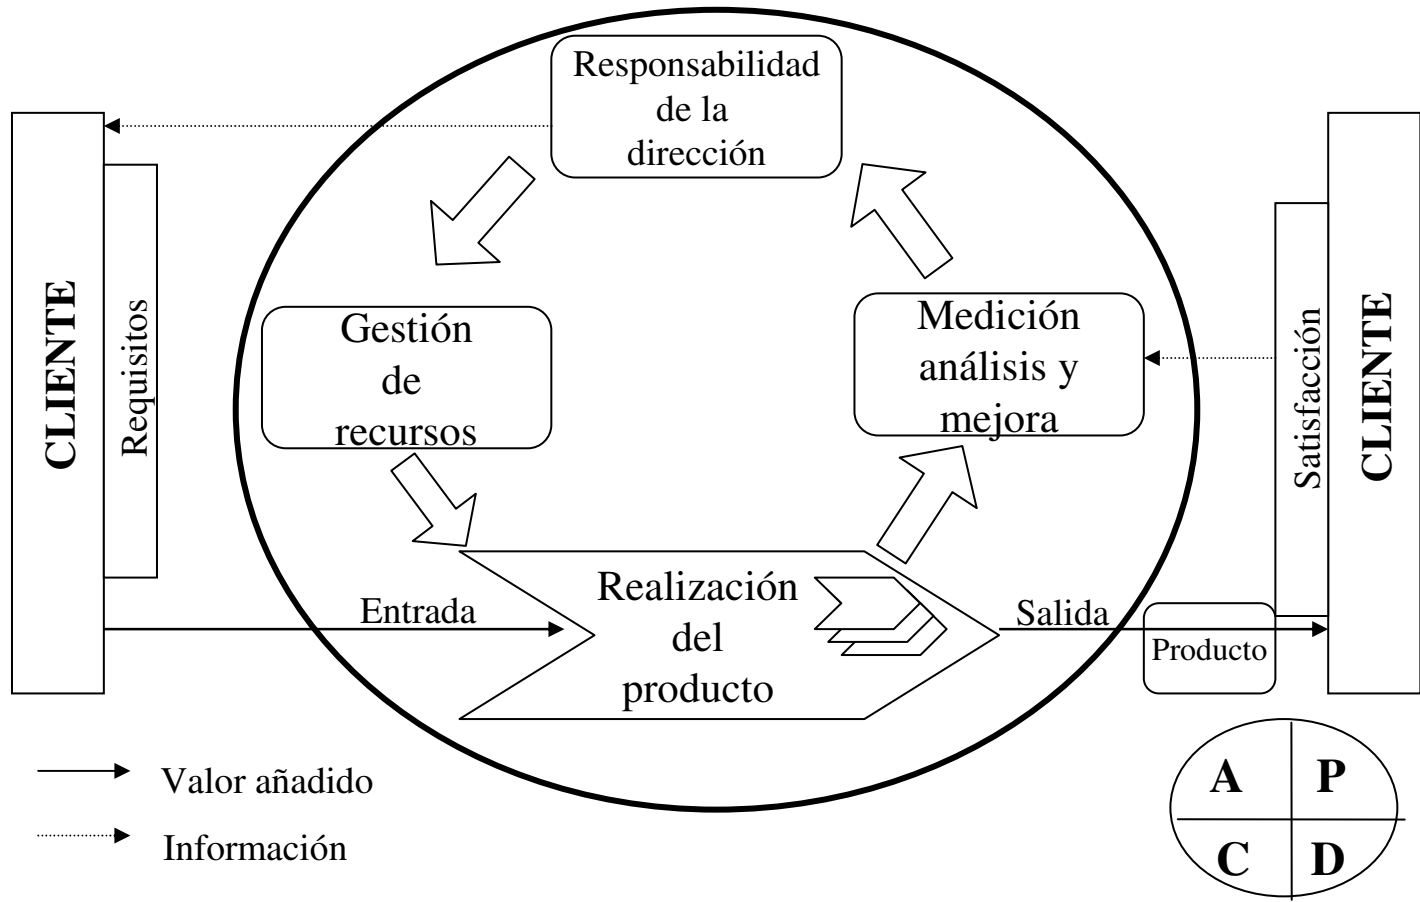 Responsabilidad
de la
dirección
CLIENTE
Requisitos
Gestión
de
recursos
Medición
análisis y
mejora
Satisfacción
CLIENTE
Entrada
Realización
del
producto
Salida
Producto
Valor añadido
Información
A P
C D